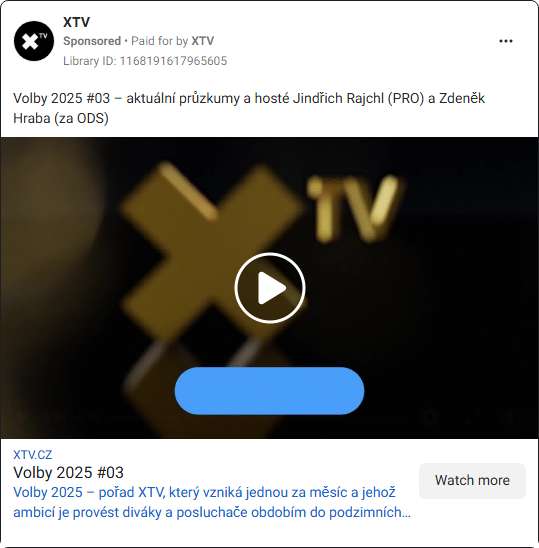 XTV
Sponsored • Paid for by XTV
Library ID: 1168191617965605
Volby 2025 #03 – aktuální průzkumy a hosté Jindřich Rajchl (PRO) a Zdeněk
Hraba (za ODS)
XTV
XTV.CZ
Volby 2025 #03
Watch more
Volby 2025 – pořad XTV, který vzniká jednou za měsíc a jehož
ambicí je provést diváky a posluchače obdobím do podzimních...